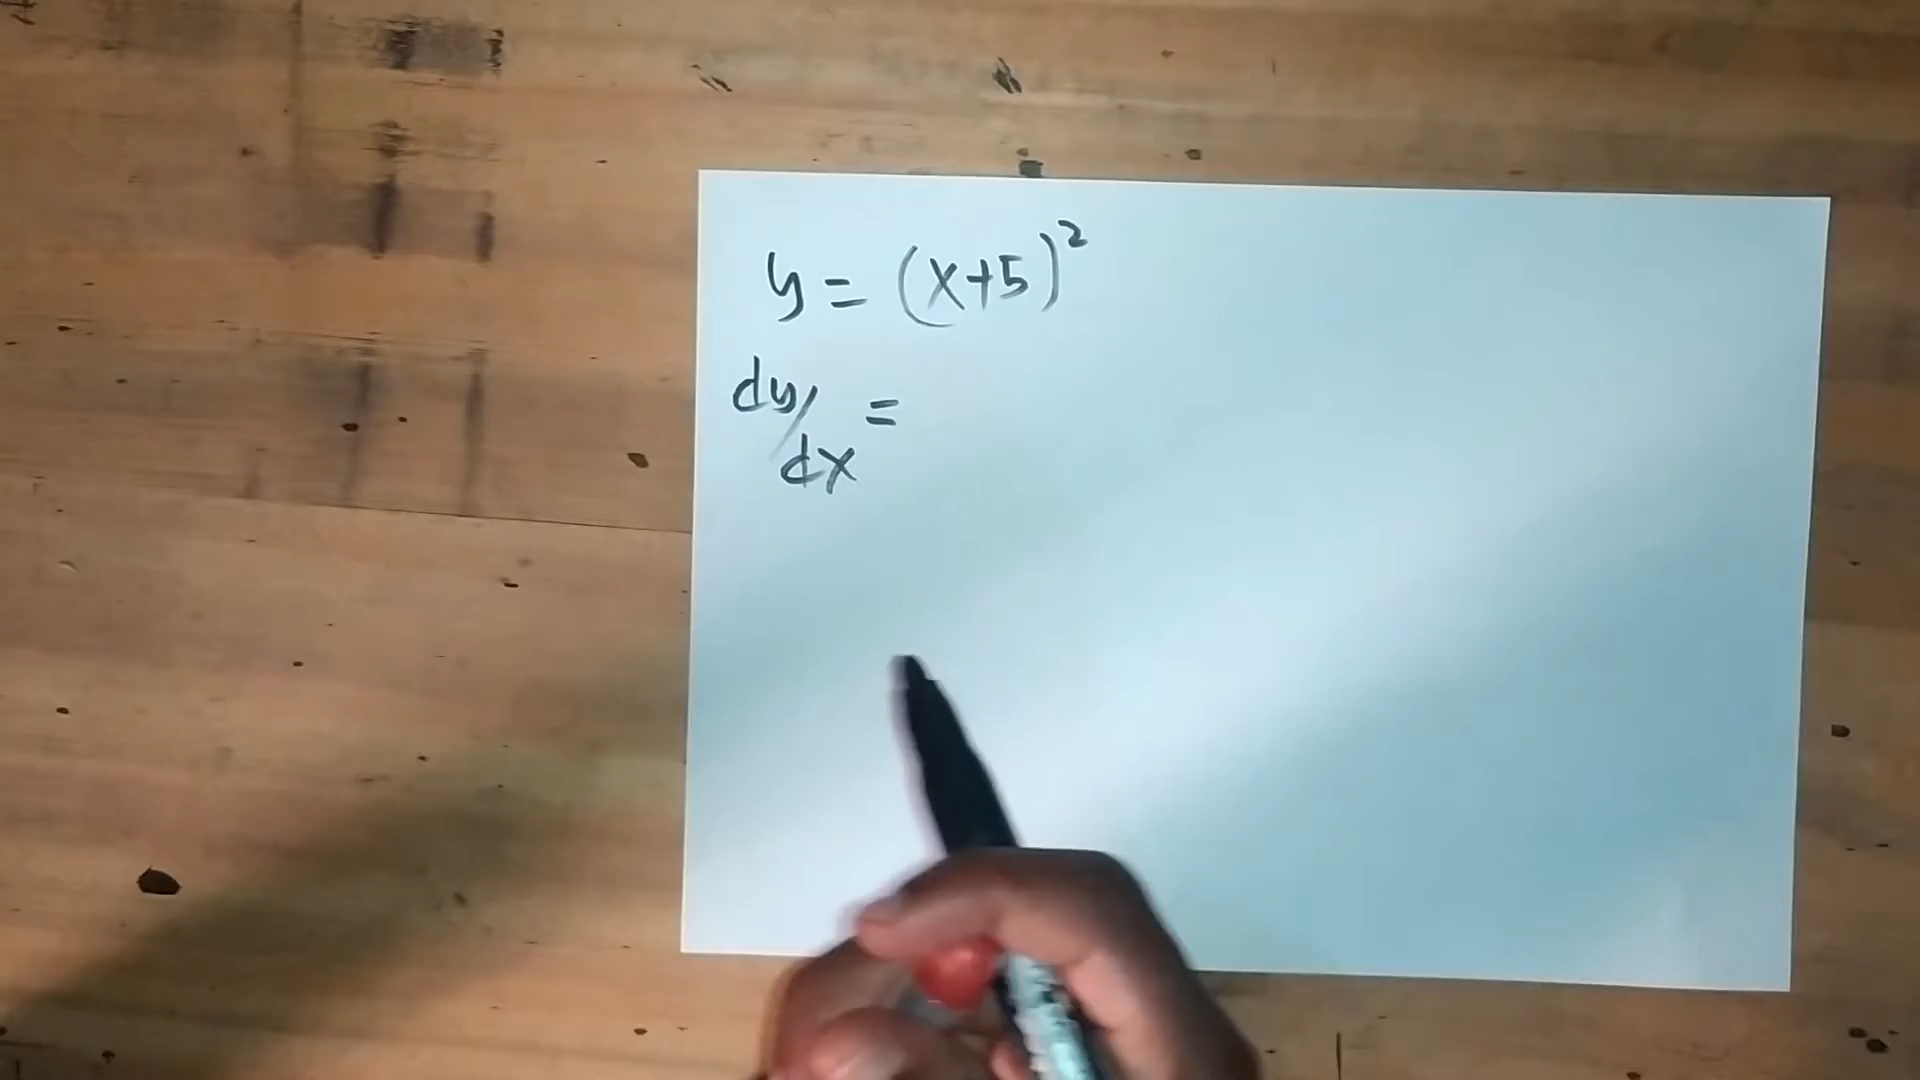 y = (x+5)²
dy/dx =